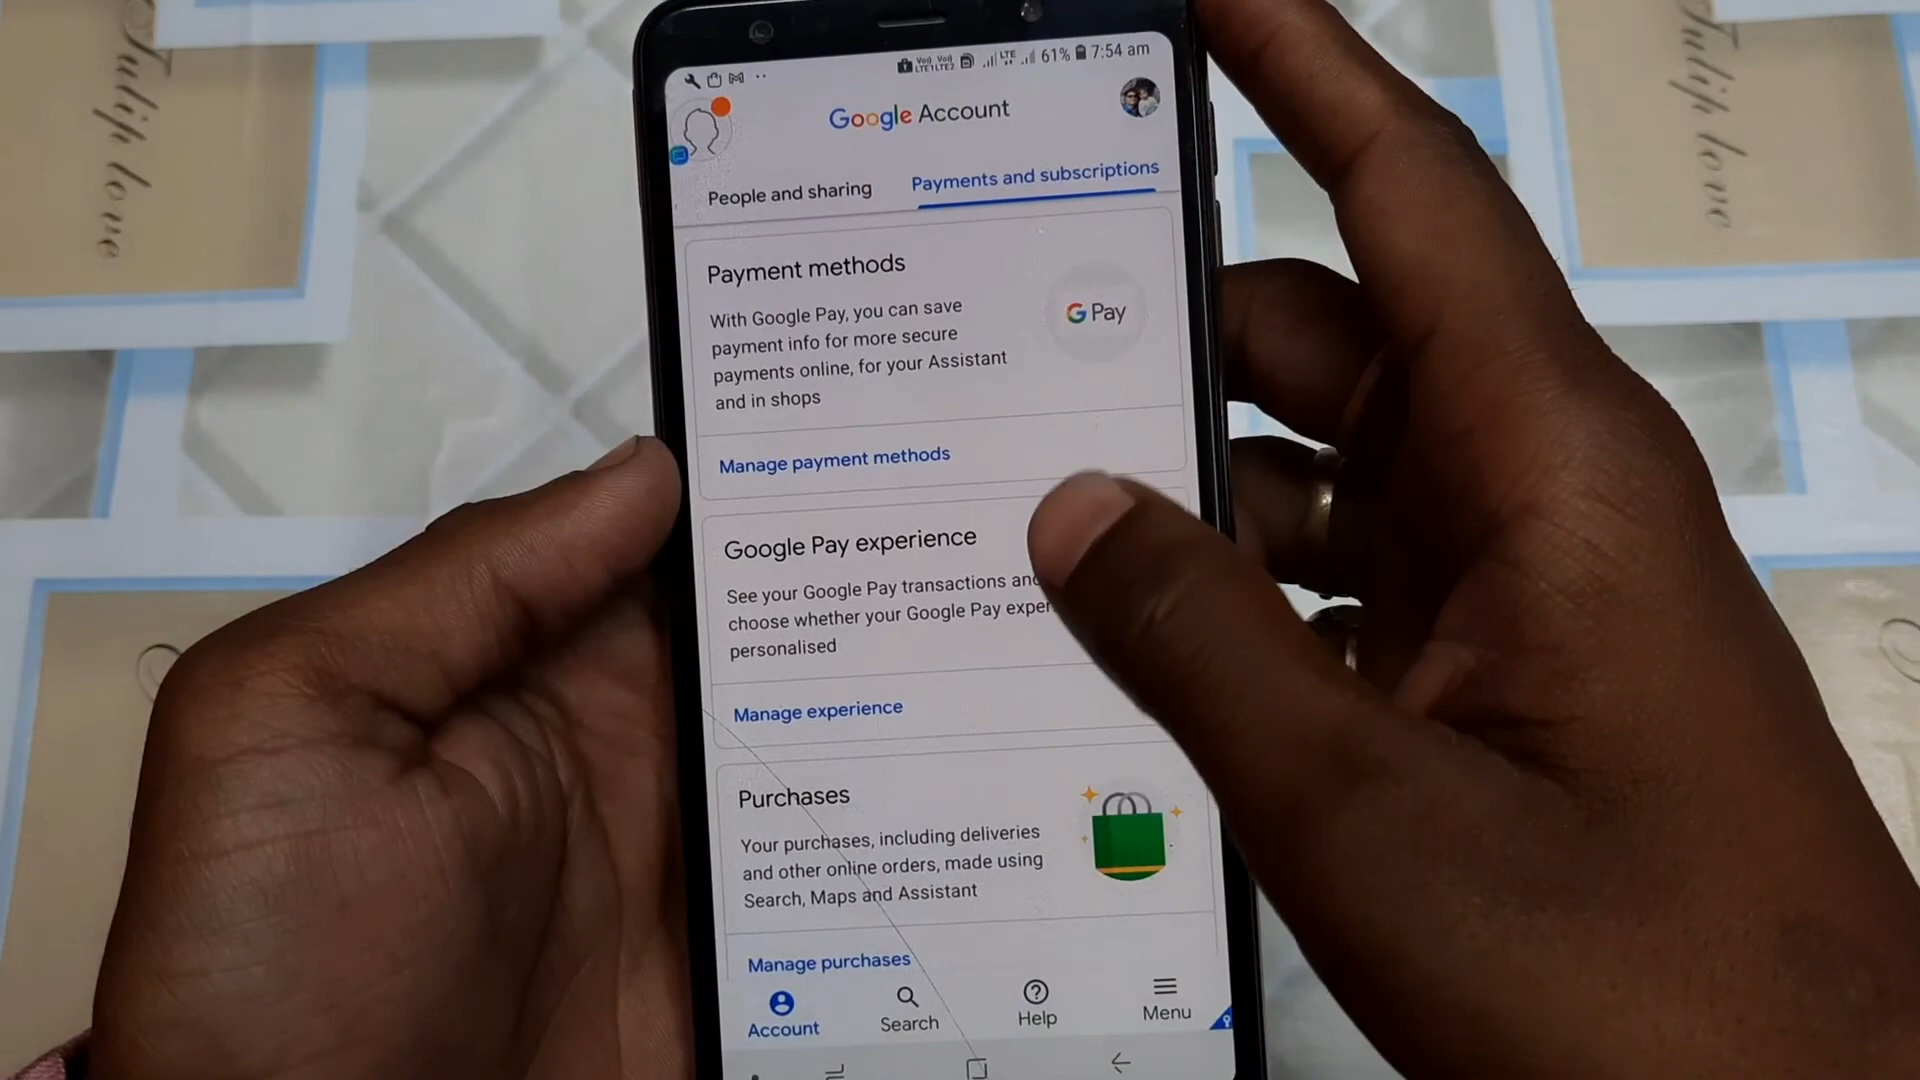 61% 7:54 am
Google Account
People and sharing
Payments and subscriptions
Payment methods
With Google Pay, you can save
payment info for more secure
payments online, for your Assistant
and in shops
G Pay
Manage payment methods
Google Pay experience
See your Google Pay transactions and
choose whether your Google Pay exper
personalised
Manage experience
Purchases
Your purchases, including deliveries
and other online orders, made using
Search, Maps and Assistant
Manage purchases
Account
Search
Help
Menu
Tulip love
Tulip love